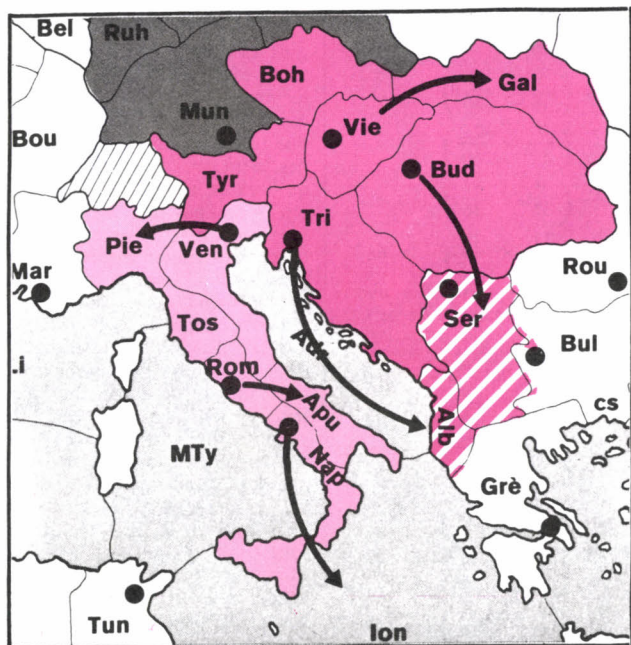 Bel
Ruh
Boh
Gal
Mun
Vie
Bou
Tyr
Bud
Tri
Pie
Ven
Mar
Rou
Ser
Tos
Bul
.i
Adr
Rom
Apu
cs
Alb
MTy
Nap
Grè
Tun
Ion